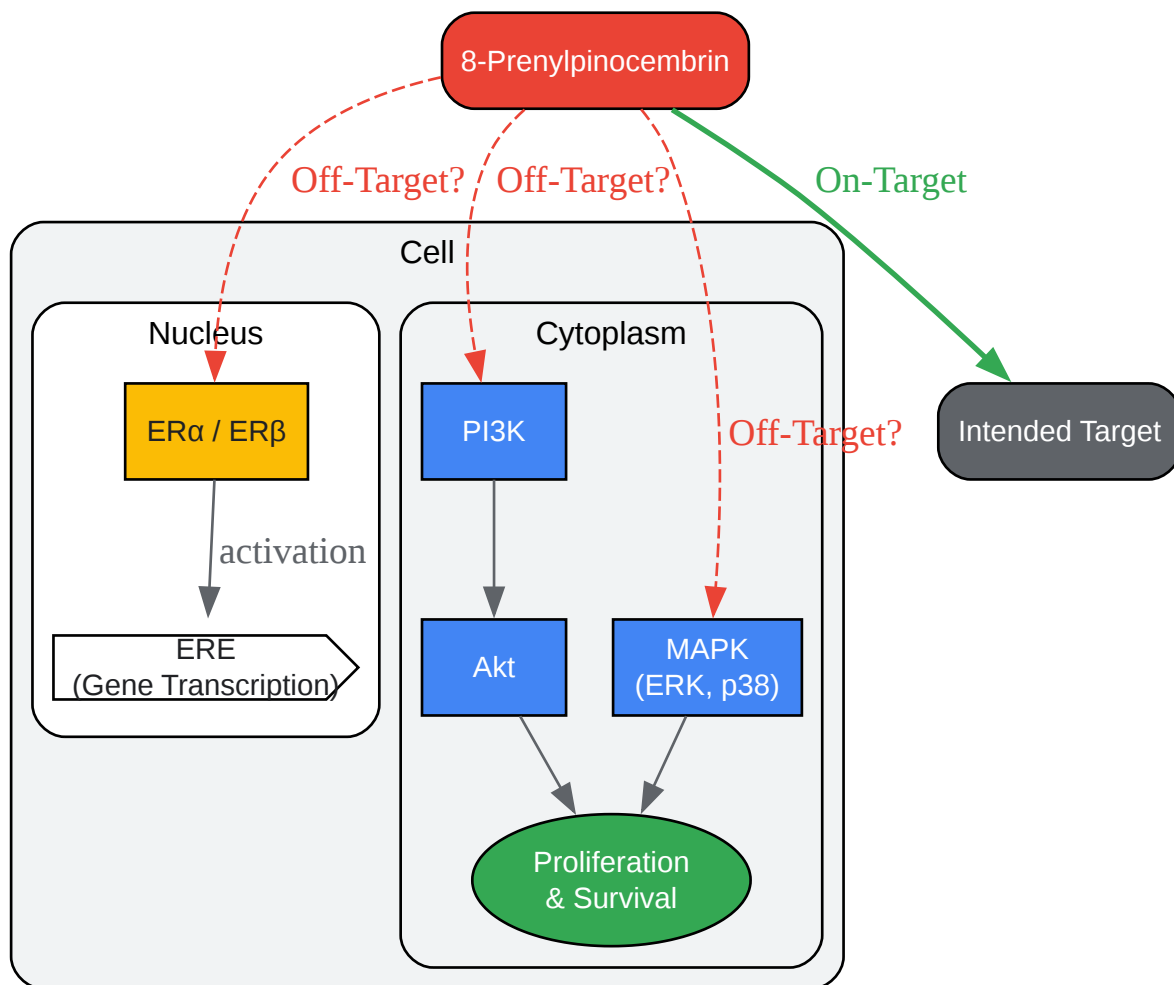 8-Prenylpinocembrin
Off-Target?
Off-Target?
On-Target
Cell
Nucleus
Cytoplasm
ERα / ERβ
PI3K
Off-Target?
Intended Target
activation
ERE
(Gene Transcription)
Akt
MAPK
(ERK, p38)
Proliferation
& Survival